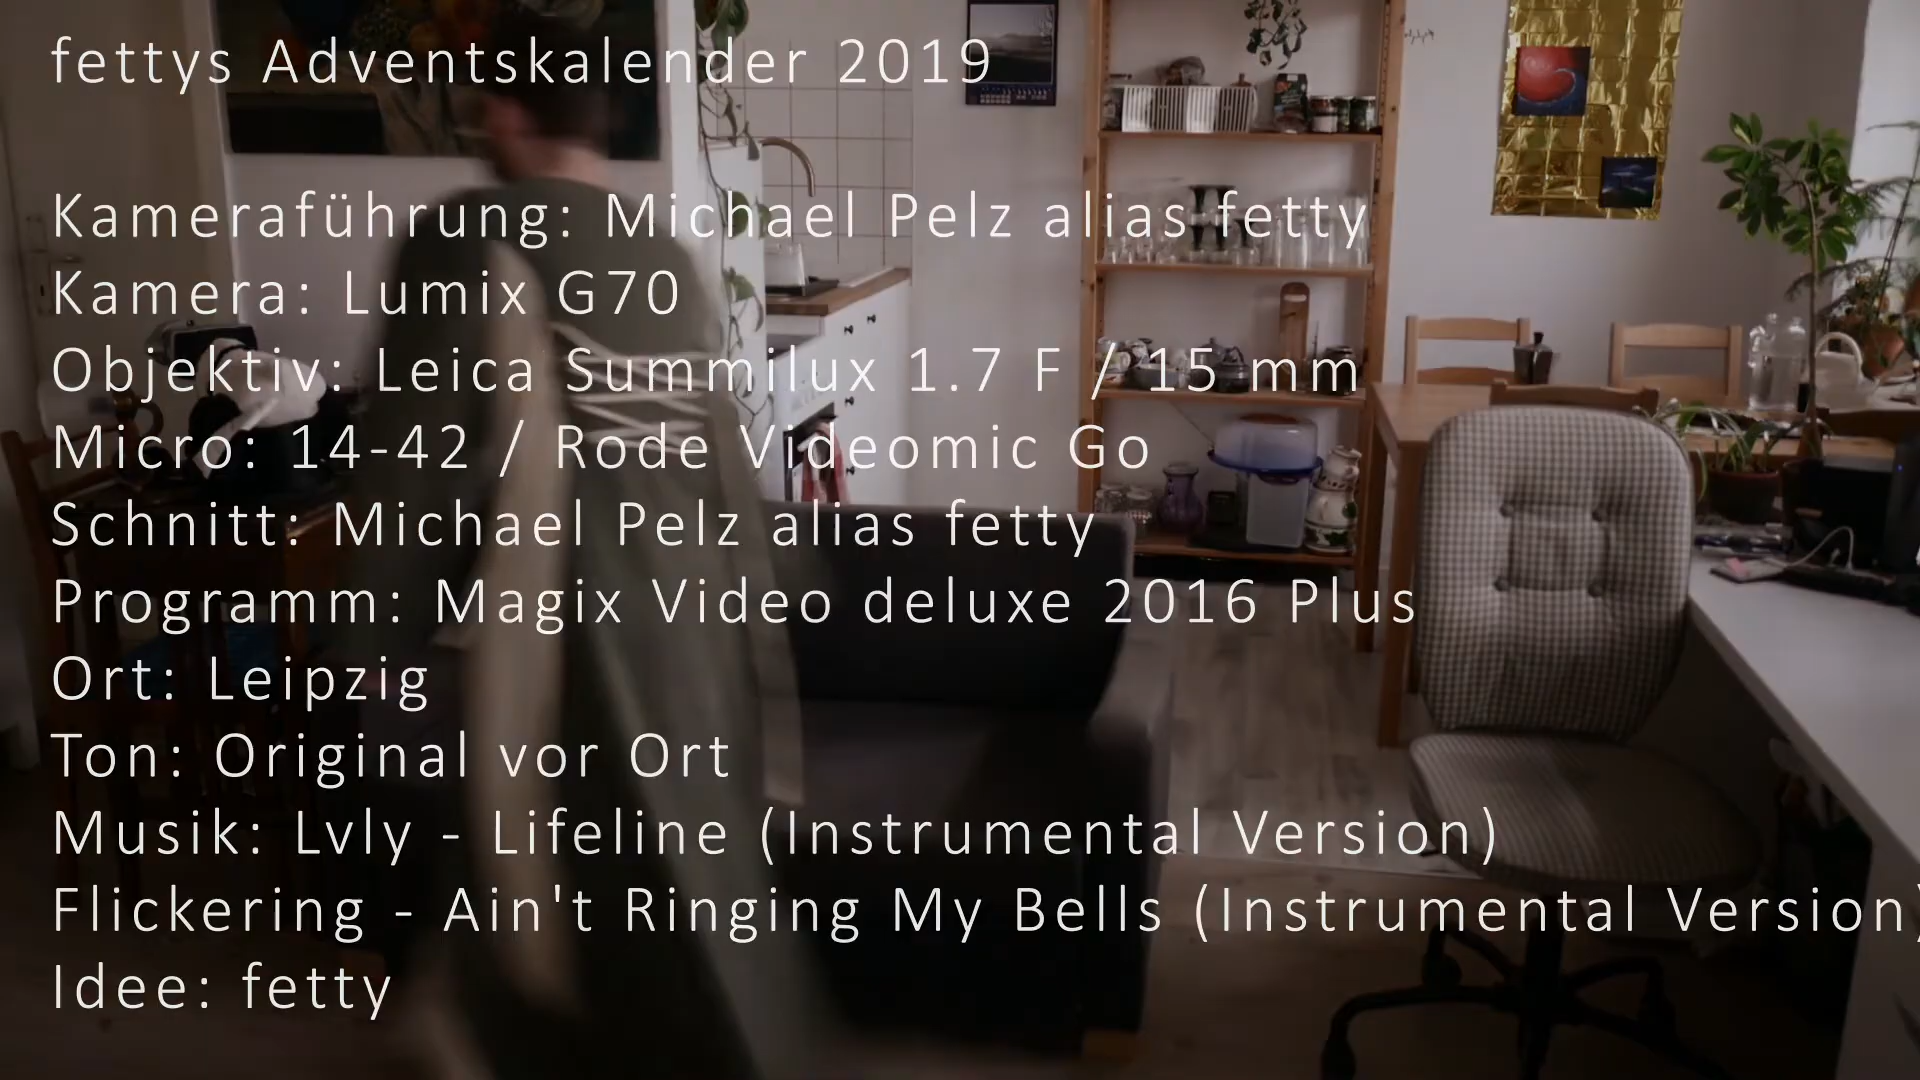 fettys Adventskalender 2019
Kameraführung: Michael Pelz alias fetty
Kamera: Lumix G70
Objektiv: Leica Summilux 1.7 F / 15 mm
Micro: 14-42 / Rode Videomic Go
Schnitt: Michael Pelz alias fetty
Programm: Magix Video deluxe 2016 Plus
Ort: Leipzig
Ton: Original vor Ort
Musik: Lvly - Lifeline (Instrumental Version)
Flickering - Ain't Ringing My Bells (Instrumental Version)
Idee: fetty